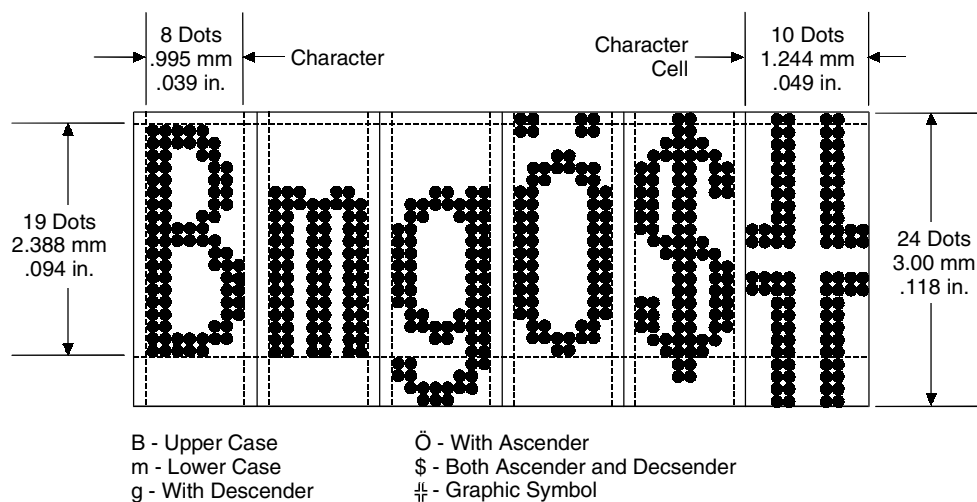 8 Dots
.995 mm
.039 in.
Character
Character
Cell
10 Dots
1.244 mm
.049 in.
19 Dots
2.388 mm
.094 in.
BmgÖ$╬
24 Dots
3.00 mm
.118 in.
B - Upper Case
m - Lower Case
g - With Descender
Ö - With Ascender
$ - Both Ascender and Decsender
╬ - Graphic Symbol